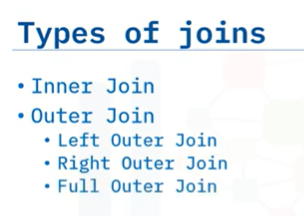 Types of joins
• Inner Join
• Outer Join
• Left Outer Join
• Right Outer Join
• Full Outer Join